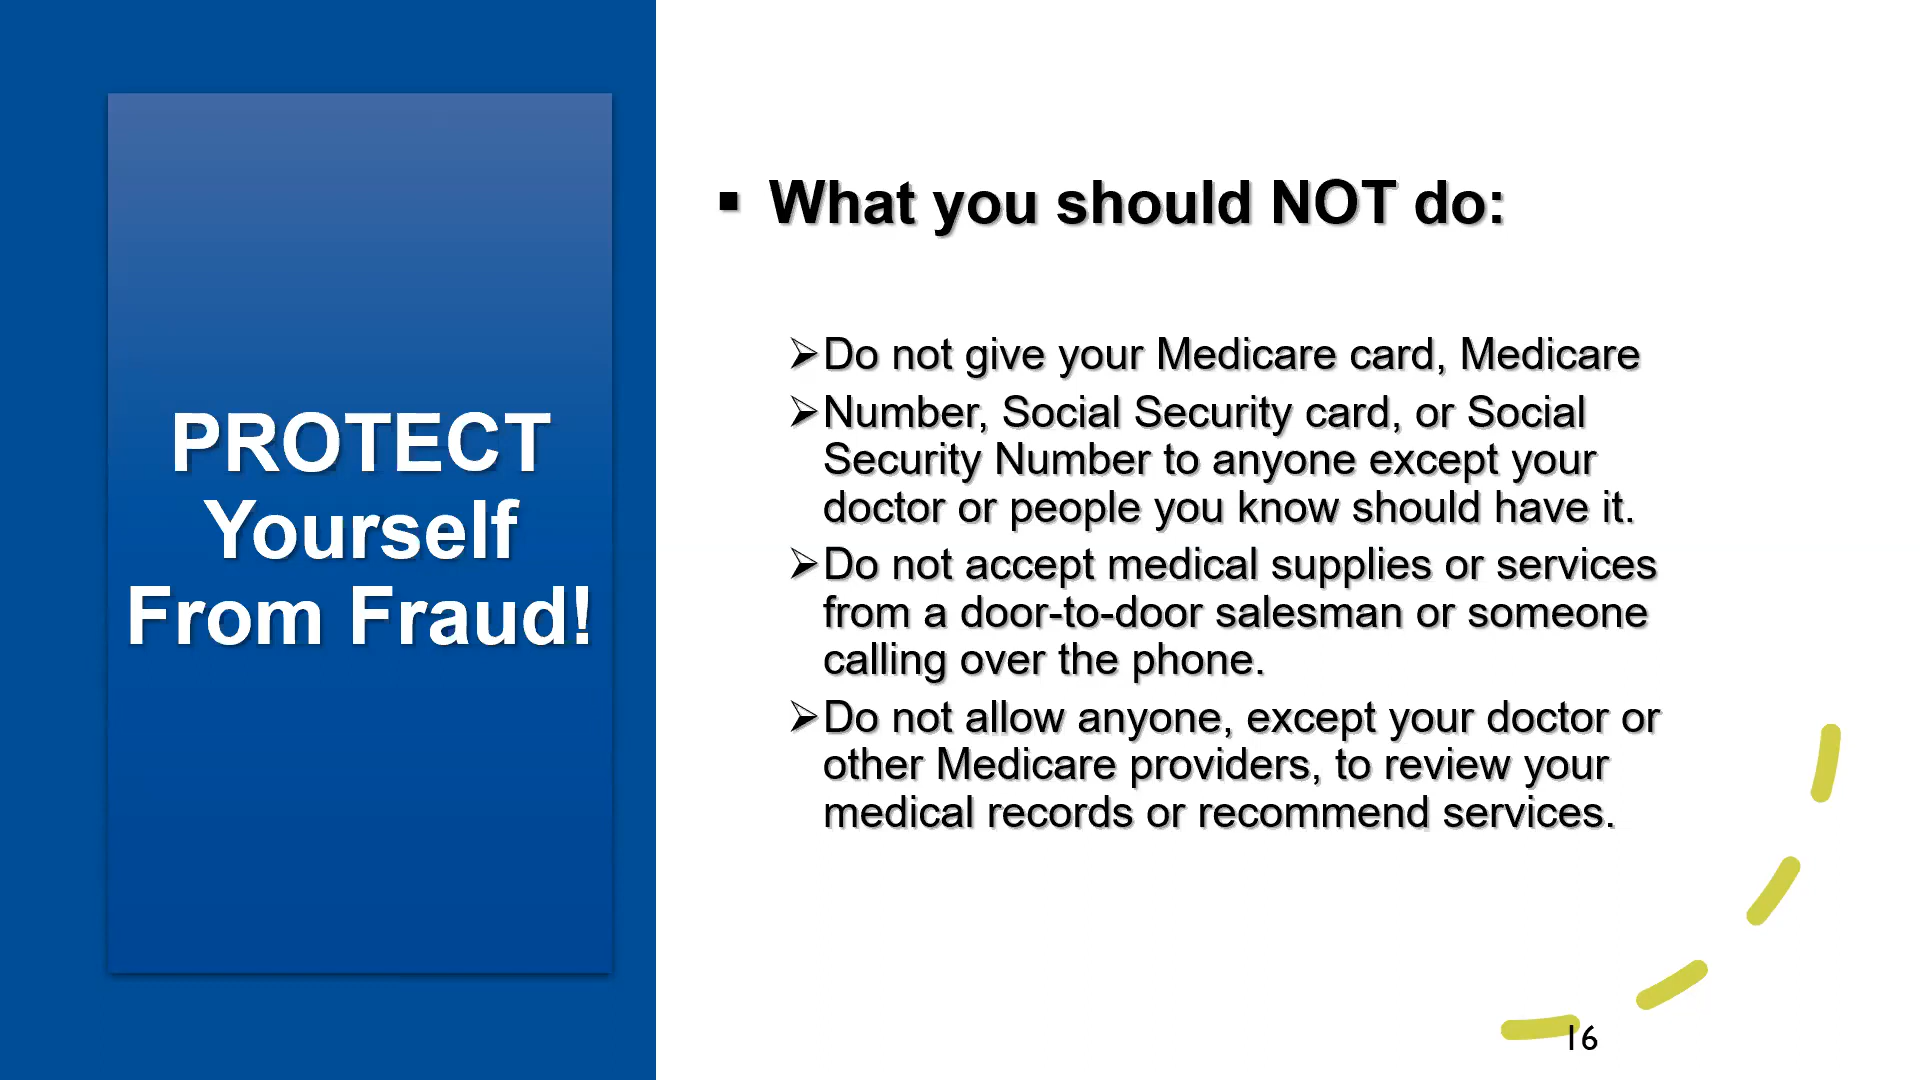 PROTECT
Yourself
From Fraud!
▪ What you should NOT do:
➢Do not give your Medicare card, Medicare
➢Number, Social Security card, or Social
Security Number to anyone except your
doctor or people you know should have it.
➢Do not accept medical supplies or services
from a door-to-door salesman or someone
calling over the phone.
➢Do not allow anyone, except your doctor or
other Medicare providers, to review your
medical records or recommend services.
16